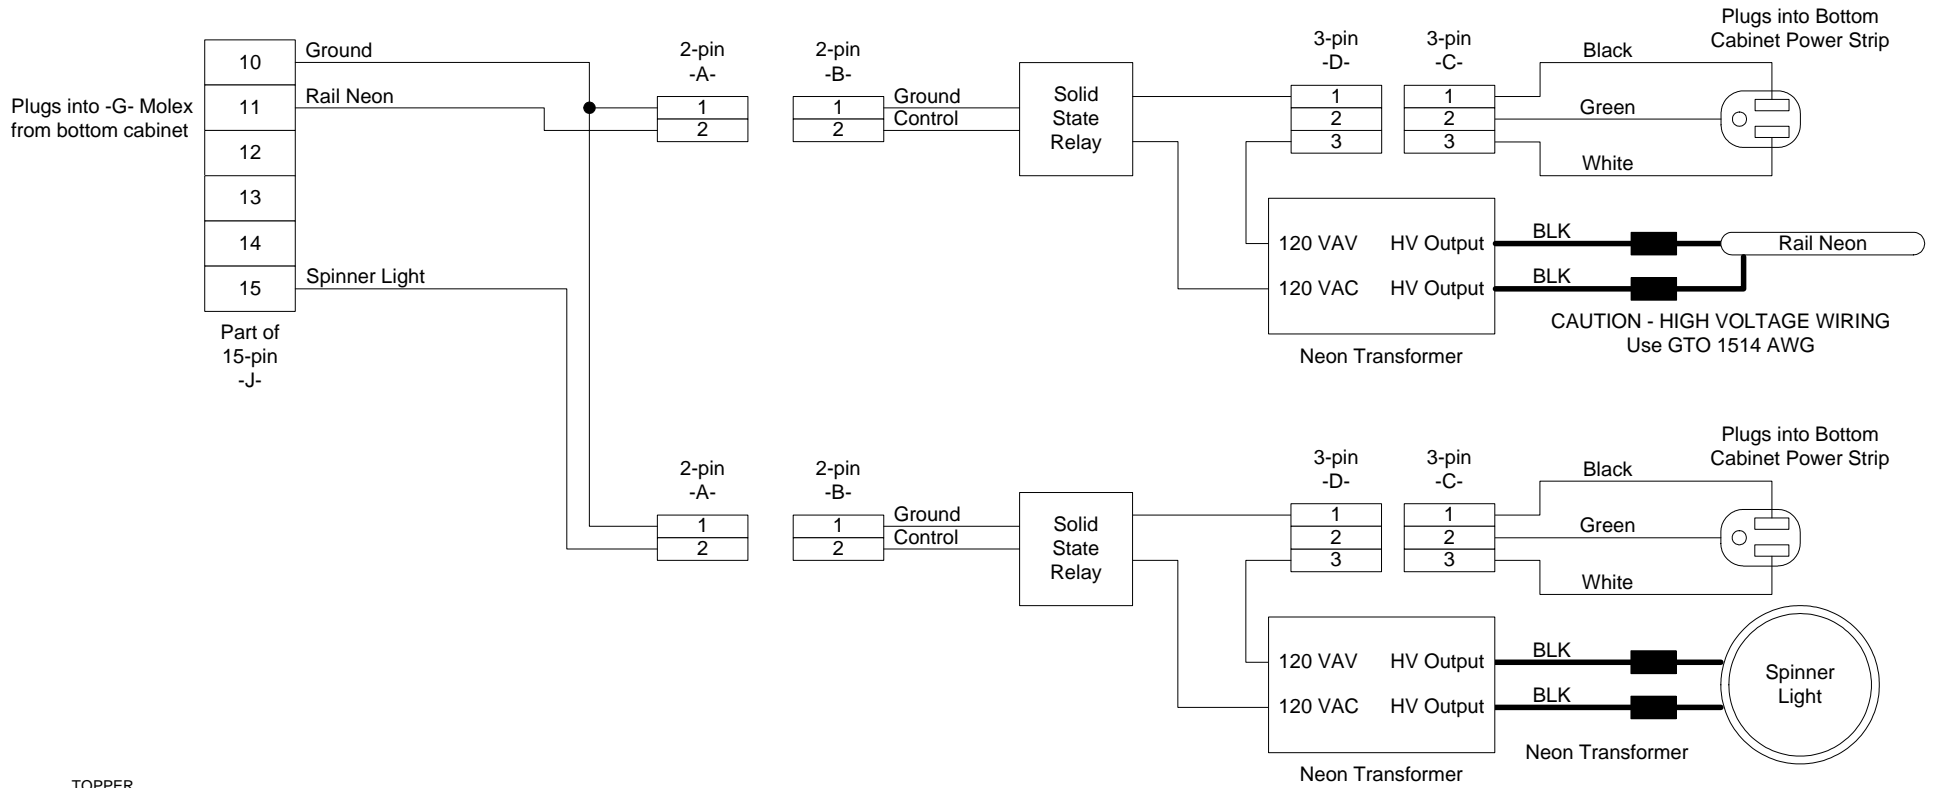 Plugs into -G- Molex
from bottom cabinet
10
11
12
13
14
15
Ground
Rail Neon
Spinner Light
Part of
15-pin
-J-
2-pin
-A-
1
2
2-pin
-B-
1
2
Ground
Control
Solid
State
Relay
3-pin
-D-
1
2
3
3-pin
-C-
1
2
3
Black
Green
White
Plugs into Bottom
Cabinet Power Strip
120 VAV HV Output
120 VAC HV Output
Neon Transformer
BLK
BLK
Rail Neon
CAUTION - HIGH VOLTAGE WIRING
Use GTO 1514 AWG
2-pin
-A-
1
2
2-pin
-B-
1
2
Ground
Control
Solid
State
Relay
3-pin
-D-
1
2
3
3-pin
-C-
1
2
3
Black
Green
White
Plugs into Bottom
Cabinet Power Strip
120 VAV HV Output
120 VAC HV Output
Neon Transformer
BLK
BLK
Neon Transformer
Spinner
Light
TOPPER